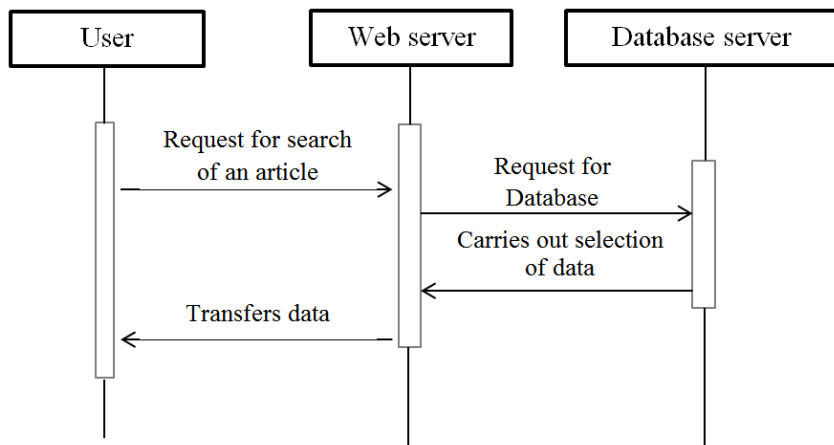 User
Web server
Database server
Request for search
of an article
Request for
Database
Carries out selection
of data
Transfers data